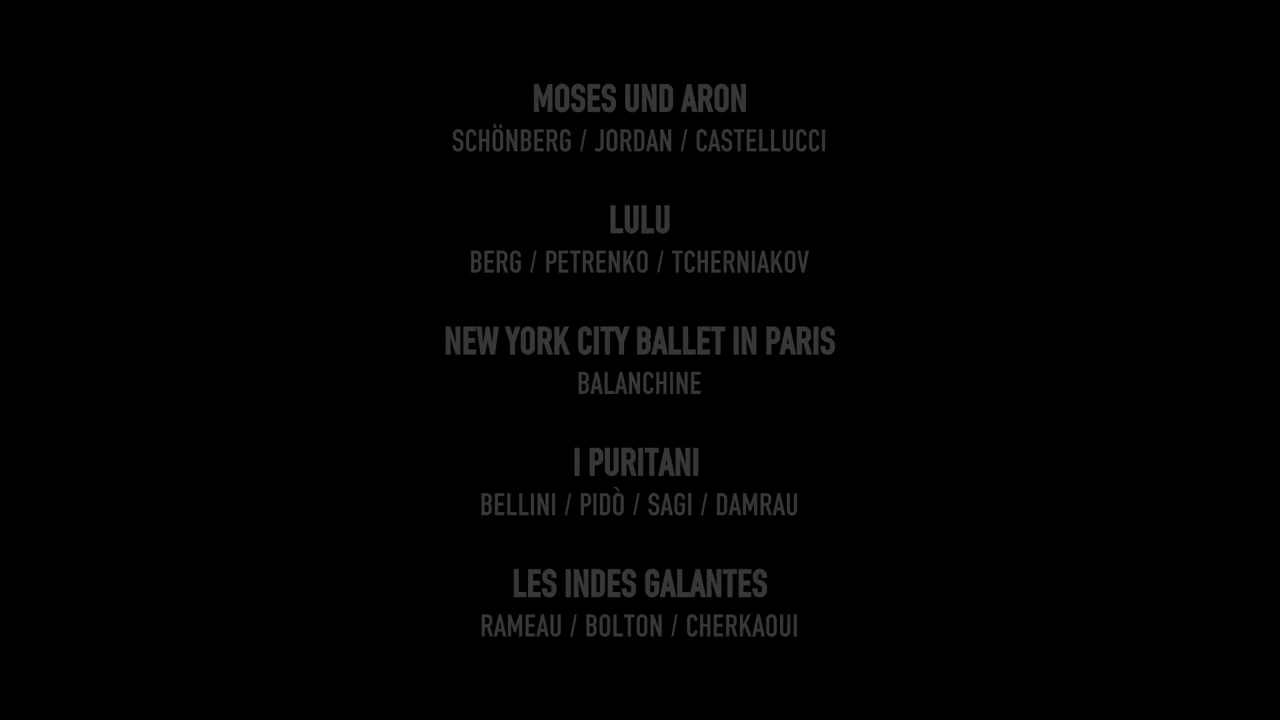 MOSES UND ARON
SCHÖNBERG / JORDAN / CASTELLUCCI
LULU
BERG / PETRENKO / TCHERNIAKOV
NEW YORK CITY BALLET IN PARIS
BALANCHINE
I PURITANI
BELLINI / PIDÒ / SAGI / DAMRAU
LES INDES GALANTES
RAMEAU / BOLTON / CHERKAOUI